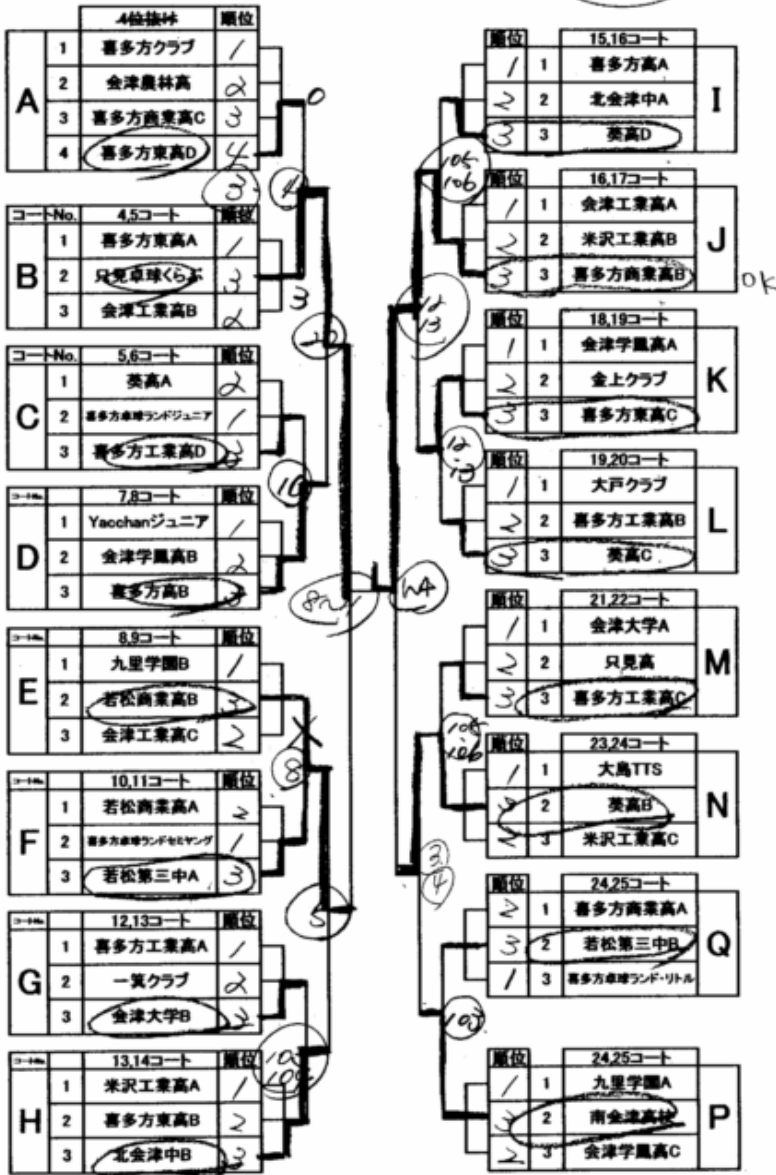 4位抜け 順位
A
1 喜多方クラブ 1
2 会津農林高 2
3 喜多方商業高C 3
4 喜多方東高D 4
0
3
4
コートNo. 4,5コート 順位
B
1 喜多方東高A 1
2 只見卓球くらぶ 3
3 会津工業高B 2
3
コートNo. 5,6コート 順位
C
1 葵高A 2
2 喜多方卓球ランドジュニア 1
3 喜多方工業高D
10
コートNo. 7,8コート 順位
D
1 Yacchanジュニア 1
2 会津学鳳高B 2
3 喜多方高B 3
コートNo. 8,9コート 順位
E
1 九里学園B 1
2 若松商業高B 3
3 会津工業高C 2
8
コートNo. 10,11コート 順位
F
1 若松商業高A 2
2 喜多方卓球ランドセミヤング 1
3 若松第三中A 3
コートNo. 12,13コート 順位
G
1 喜多方工業高A 1
2 一箕クラブ 2
3 会津大学B 3
コートNo. 13,14コート 順位
H
1 米沢工業高A 1
2 喜多方東高B 2
3 北会津中B 3
順位 15,16コート
I
1 1 喜多方高A
2 2 北会津中A
3 3 葵高D
105
106
順位 16,17コート
J
1 1 会津工業高A
2 2 米沢工業高B
3 3 喜多方商業高B
OK
12
13
順位 18,19コート
K
1 1 会津学鳳高A
2 2 金上クラブ
3 3 喜多方東高C
順位 19,20コート
L
1 1 大戸クラブ
2 2 喜多方工業高B
3 3 葵高C
順位 21,22コート
M
1 1 会津大学A
2 2 只見高
3 3 喜多方工業高C
105
106
順位 23,24コート
N
1 1 大島TTS
3 2 葵高B
2 3 米沢工業高C
3
4
順位 24,25コート
Q
2 1 喜多方商業高A
3 2 若松第三中B
1 3 喜多方卓球ランド・リトル
103
順位 24,25コート
P
1 1 九里学園A
3 2 南会津高校
2 3 会津学鳳高C